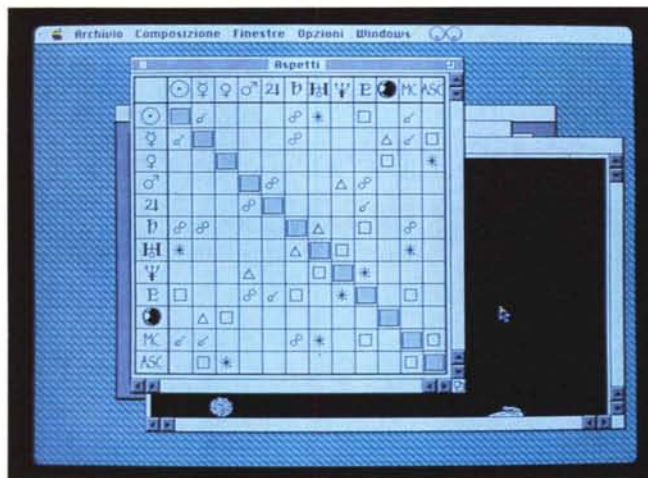 Archivio Composizione Finestre Opzioni Windows
Aspetti
☉ ☿ ♀ ♂ ♃ ♄ ♅ ♆ ♇ MC ASC
☉
☿
♀
♂
♃
♄
♅
♆
♇
MC
ASC